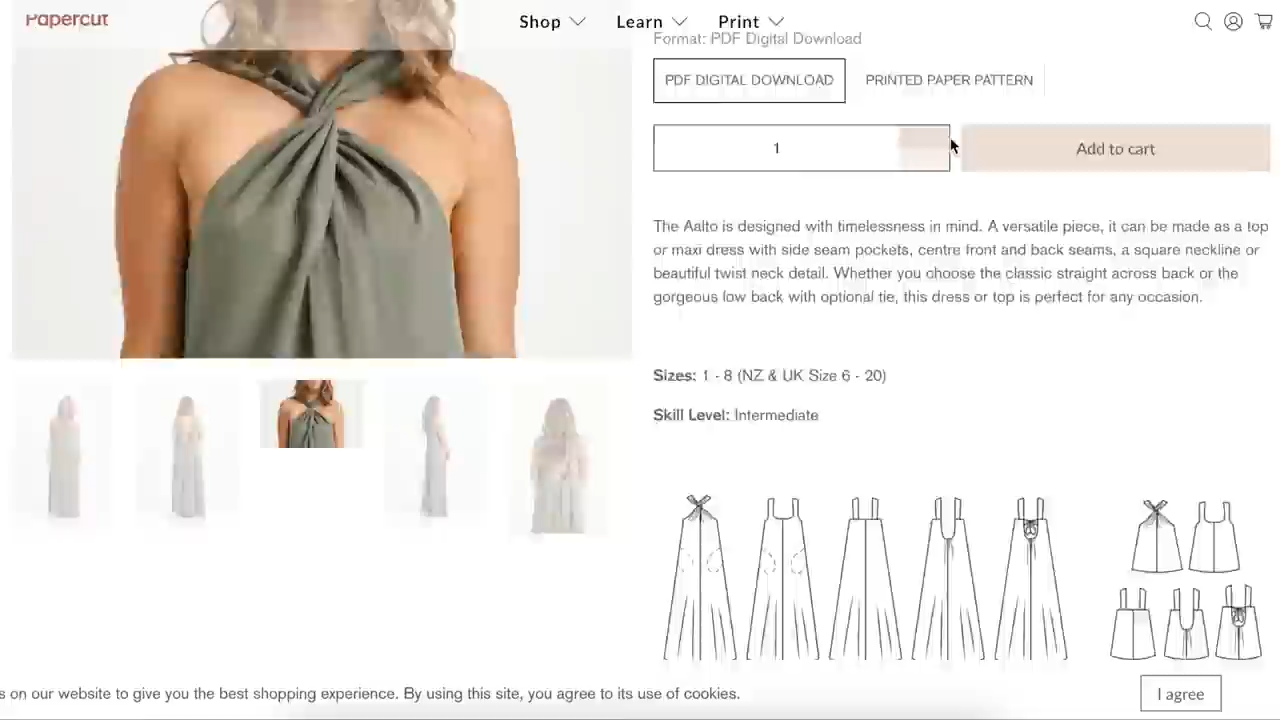 Papercut
Shop
Learn
Print
Format: PDF Digital Download
PDF DIGITAL DOWNLOAD
PRINTED PAPER PATTERN
1
Add to cart
The Aalto is designed with timelessness in mind. A versatile piece, it can be made as a top
or maxi dress with side seam pockets, centre front and back seams, a square neckline or
beautiful twist neck detail. Whether you choose the classic straight across back or the
gorgeous low back with optional tie, this dress or top is perfect for any occasion.
Sizes: 1 - 8 (NZ & UK Size 6 - 20)
Skill Level: Intermediate
s on our website to give you the best shopping experience. By using this site, you agree to its use of cookies.
I agree